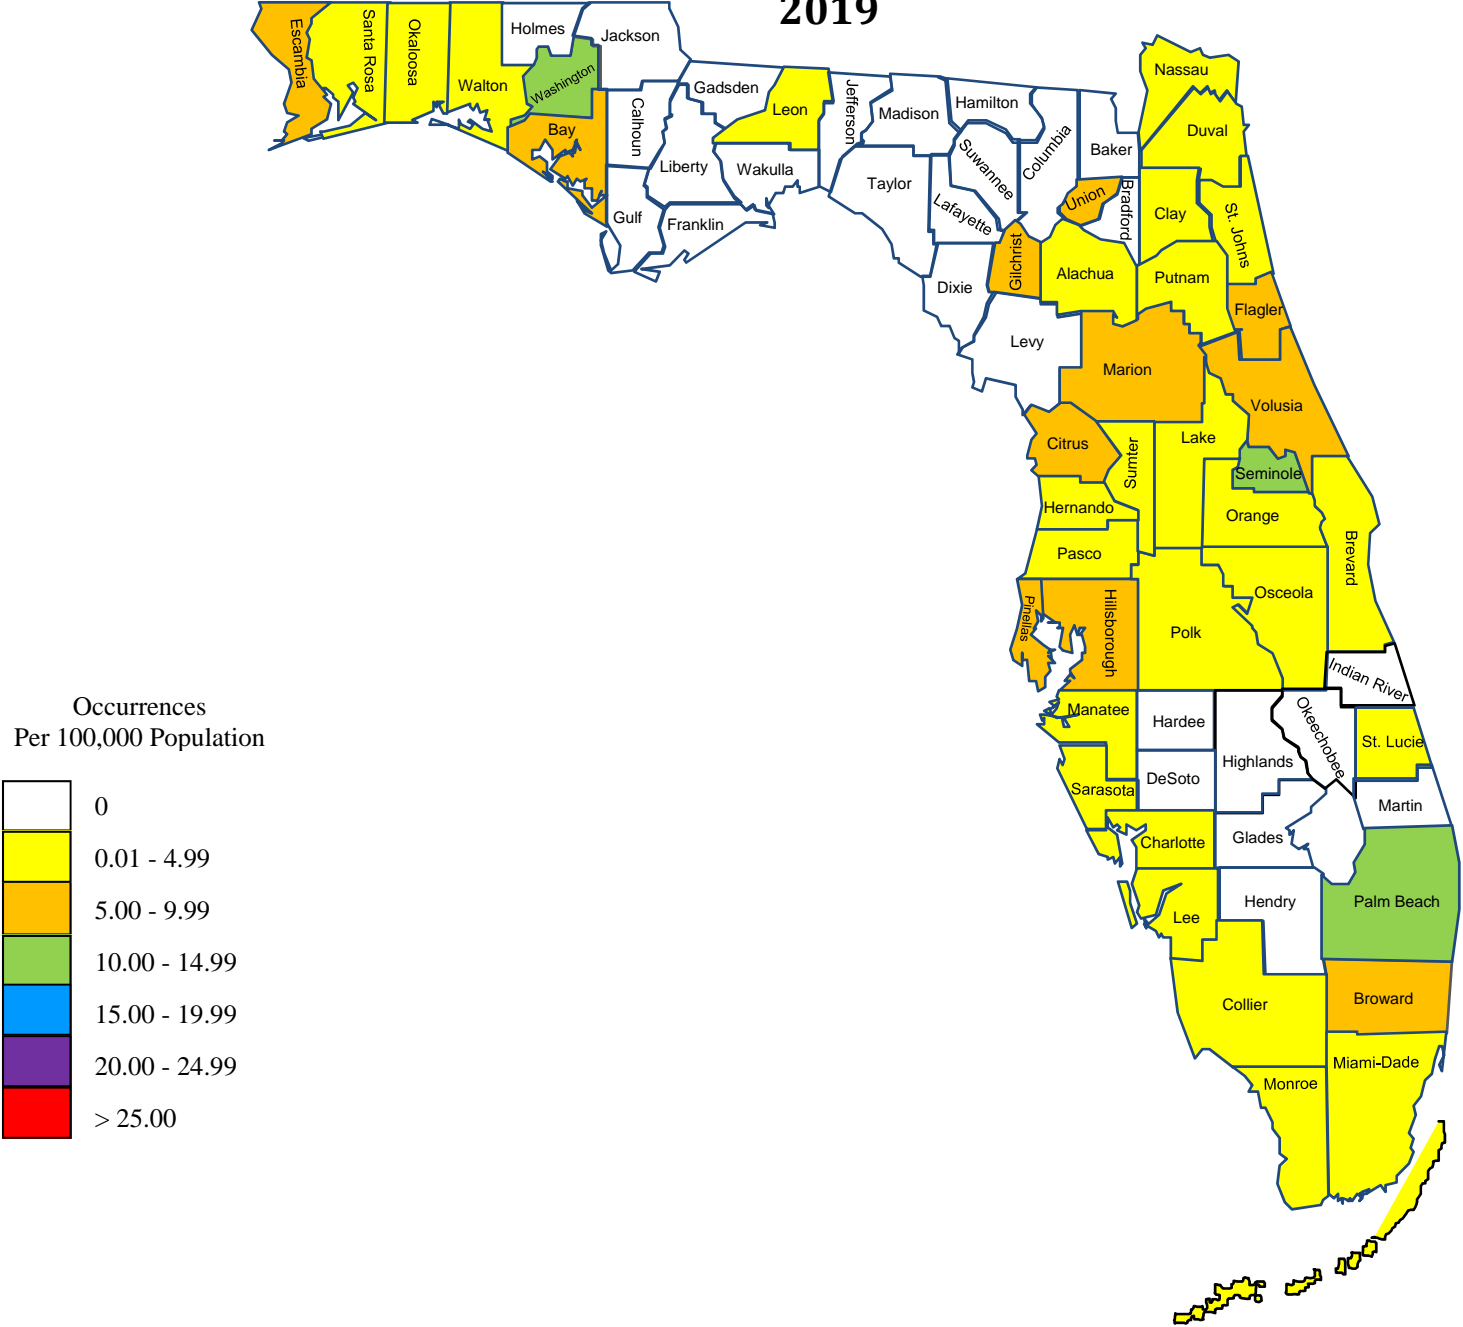 2019
Escambia
Santa Rosa
Okaloosa
Walton
Holmes
Washington
Jackson
Bay
Calhoun
Gulf
Liberty
Gadsden
Franklin
Leon
Wakulla
Jefferson
Madison
Taylor
Hamilton
Suwannee
Lafayette
Dixie
Columbia
Gilchrist
Levy
Baker
Union
Bradford
Alachua
Nassau
Duval
Clay
St. Johns
Putnam
Flagler
Marion
Volusia
Citrus
Sumter
Lake
Seminole
Hernando
Orange
Pasco
Brevard
Pinellas
Hillsborough
Polk
Osceola
Indian River
Manatee
Hardee
Highlands
Okeechobee
St. Lucie
Sarasota
DeSoto
Martin
Charlotte
Glades
Lee
Hendry
Palm Beach
Collier
Broward
Monroe
Miami-Dade
Occurrences
Per 100,000 Population
0
0.01 - 4.99
5.00 - 9.99
10.00 - 14.99
15.00 - 19.99
20.00 - 24.99
> 25.00